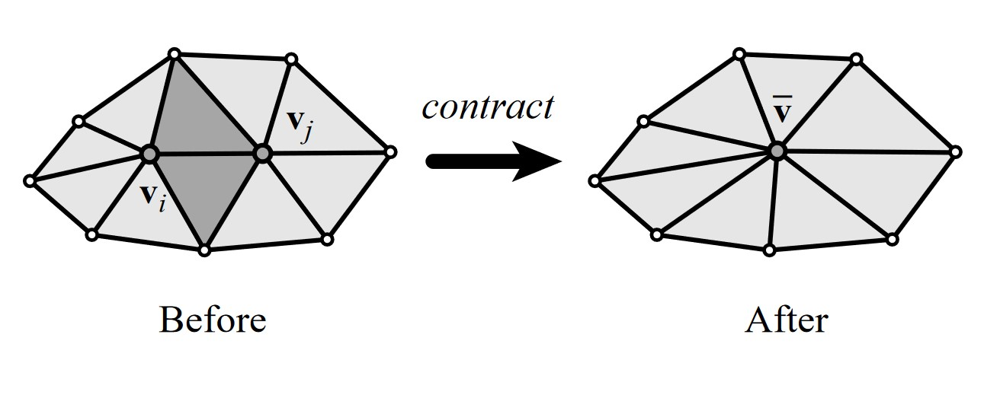 contract
v̄
v_j
v_i
Before
After